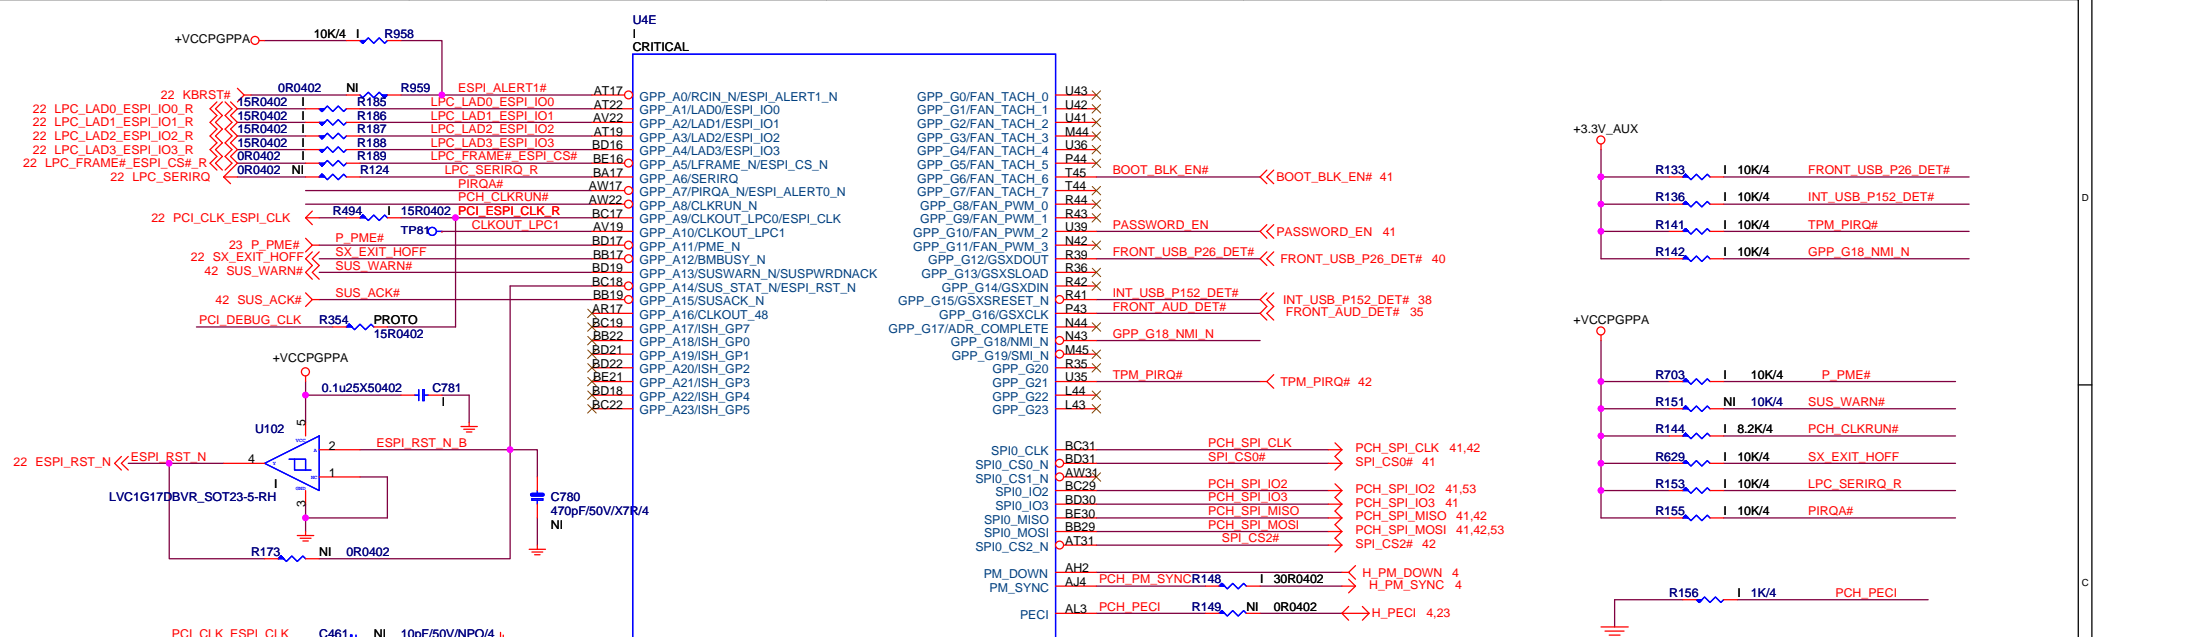 U4E
I
CRITICAL
+VCCPGPPA 10K/4 I R958
22 KBRST# 0R0402 NI R959 ESPI_ALERT1# AT17 GPP_A0/RCIN_N/ESPI_ALERT1_N
22 LPC_LAD0_ESPI_IO0_R 15R0402 I R185 LPC_LAD0_ESPI_IO0 AT22 GPP_A1/LAD0/ESPI_IO0
22 LPC_LAD1_ESPI_IO1_R 15R0402 I R186 LPC_LAD1_ESPI_IO1 AV22 GPP_A2/LAD1/ESPI_IO1
22 LPC_LAD2_ESPI_IO2_R 15R0402 I R187 LPC_LAD2_ESPI_IO2 AT19 GPP_A3/LAD2/ESPI_IO2
22 LPC_LAD3_ESPI_IO3_R 15R0402 I R188 LPC_LAD3_ESPI_IO3 BD16 GPP_A4/LAD3/ESPI_IO3
22 LPC_FRAME#_ESPI_CS#_R 0R0402 I R189 LPC_FRAME#_ESPI_CS# BE16 GPP_A5/LFRAME_N/ESPI_CS_N
22 LPC_SERIRQ 0R0402 NI R124 LPC_SERIRQ_R BA17 GPP_A6/SERIRQ
PIRQA# AW17 GPP_A7/PIRQA_N/ESPI_ALERT0_N
PCH_CLKRUN# AW22 GPP_A8/CLKRUN_N
22 PCI_CLK_ESPI_CLK R494 I 15R0402 PCI_ESPI_CLK_R BC17 GPP_A9/CLKOUT_LPC0/ESPI_CLK
TP81 CLKOUT_LPC1 AV19 GPP_A10/CLKOUT_LPC1
23 P_PME# P_PME# BD17 GPP_A11/PME_N
22 SX_EXIT_HOFF SX_EXIT_HOFF BB17 GPP_A12/BMBUSY_N
42 SUS_WARN# SUS_WARN# BD19 GPP_A13/SUSWARN_N/SUSPWRDNACK
BC18 GPP_A14/SUS_STAT_N/ESPI_RST_N
42 SUS_ACK# SUS_ACK# BB19 GPP_A15/SUSACK_N
AR17 GPP_A16/CLKOUT_48
PCI_DEBUG_CLK R354 PROTO 15R0402
BC19 GPP_A17/ISH_GP7
BB22 GPP_A18/ISH_GP0
BD21 GPP_A19/ISH_GP1
BD22 GPP_A20/ISH_GP2
BE21 GPP_A21/ISH_GP3
BD18 GPP_A22/ISH_GP4
BC22 GPP_A23/ISH_GP5
+VCCPGPPA
0.1u25X50402 C781
I
U102
5
22 ESPI_RST_N ESPI_RST_N 4 2 ESPI_RST_N_B
1
I
3
LVC1G17DBVR_SOT23-5-RH
C780
470pF/50V/X7R/4
NI
R173 NI 0R0402
PCI_CLK_ESPI_CLK C461 NI 10pF/50V/NPO/4
GPP_G0/FAN_TACH_0 U43
GPP_G1/FAN_TACH_1 U42
GPP_G2/FAN_TACH_2 U41
GPP_G3/FAN_TACH_3 M44
GPP_G4/FAN_TACH_4 U36
GPP_G5/FAN_TACH_5 P44
GPP_G6/FAN_TACH_6 T45 BOOT_BLK_EN# BOOT_BLK_EN# 41
GPP_G7/FAN_TACH_7 T44
GPP_G8/FAN_PWM_0 R44
GPP_G9/FAN_PWM_1 R43
GPP_G10/FAN_PWM_2 U39 PASSWORD_EN PASSWORD_EN 41
GPP_G11/FAN_PWM_3 N42
GPP_G12/GSXDOUT R39 FRONT_USB_P26_DET# FRONT_USB_P26_DET# 40
GPP_G13/GSXSLOAD R36
GPP_G14/GSXDIN R42
GPP_G15/GSXSRESET_N R41 INT_USB_P152_DET# INT_USB_P152_DET# 38
GPP_G16/GSXCLK P43 FRONT_AUD_DET# FRONT_AUD_DET# 35
GPP_G17/ADR_COMPLETE N44
GPP_G18/NMI_N N43 GPP_G18_NMI_N
GPP_G19/SMI_N M45
GPP_G20 R35
GPP_G21 U35 TPM_PIRQ# TPM_PIRQ# 42
GPP_G22 L44
GPP_G23 L43
SPI0_CLK BC31 PCH_SPI_CLK PCH_SPI_CLK 41,42
SPI0_CS0_N BD31 SPI_CS0# SPI_CS0# 41
SPI0_CS1_N AW31
SPI0_IO2 BC29 PCH_SPI_IO2 PCH_SPI_IO2 41,53
SPI0_IO3 BD30 PCH_SPI_IO3 PCH_SPI_IO3 41
SPI0_MISO BE30 PCH_SPI_MISO PCH_SPI_MISO 41,42
SPI0_MOSI BB29 PCH_SPI_MOSI PCH_SPI_MOSI 41,42,53
SPI0_CS2_N AT31 SPI_CS2# SPI_CS2# 42
PM_DOWN AH2 H_PM_DOWN 4
PM_SYNC AJ4 PCH_PM_SYNC R148 I 30R0402 H_PM_SYNC 4
PECI AL3 PCH_PECI R149 NI 0R0402 H_PECI 4,23
+3.3V_AUX
R133 I 10K/4 FRONT_USB_P26_DET#
R136 I 10K/4 INT_USB_P152_DET#
R141 I 10K/4 TPM_PIRQ#
R142 I 10K/4 GPP_G18_NMI_N
+VCCPGPPA
R703 I 10K/4 P_PME#
R151 NI 10K/4 SUS_WARN#
R144 I 8.2K/4 PCH_CLKRUN#
R629 I 10K/4 SX_EXIT_HOFF
R153 I 10K/4 LPC_SERIRQ_R
R155 I 10K/4 PIRQA#
R156 I 1K/4 PCH_PECI
D
C